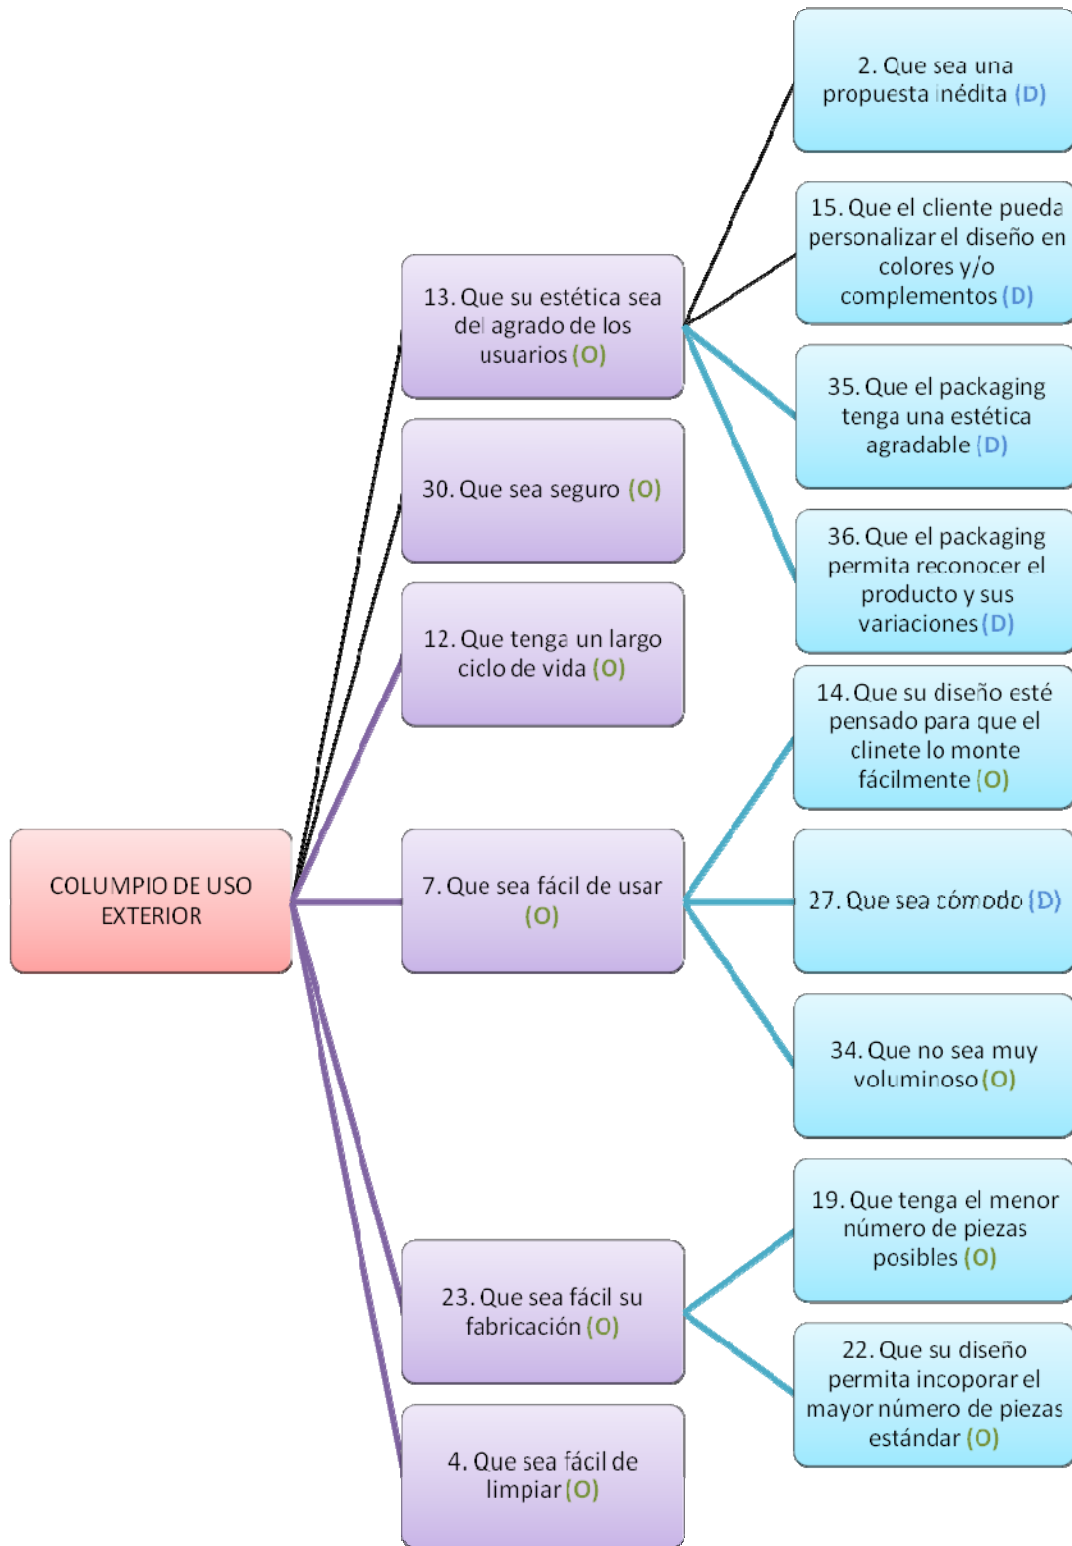 COLUMPIO DE USO
EXTERIOR
13. Que su estética sea
del agrado de los
usuarios (O)
30. Que sea seguro (O)
12. Que tenga un largo
ciclo de vida (O)
7. Que sea fácil de usar
(O)
23. Que sea fácil su
fabricación (O)
4. Que sea fácil de
limpiar (O)
2. Que sea una
propuesta inédita (D)
15. Que el cliente pueda
personalizar el diseño en
colores y/o
complementos (D)
35. Que el packaging
tenga una estética
agradable (D)
36. Que el packaging
permita reconocer el
producto y sus
variaciones (D)
14. Que su diseño esté
pensado para que el
clinete lo monte
fácilmente (O)
27. Que sea cómodo (D)
34. Que no sea muy
voluminoso (O)
19. Que tenga el menor
número de piezas
posibles (O)
22. Que su diseño
permita incoporar el
mayor número de piezas
estándar (O)